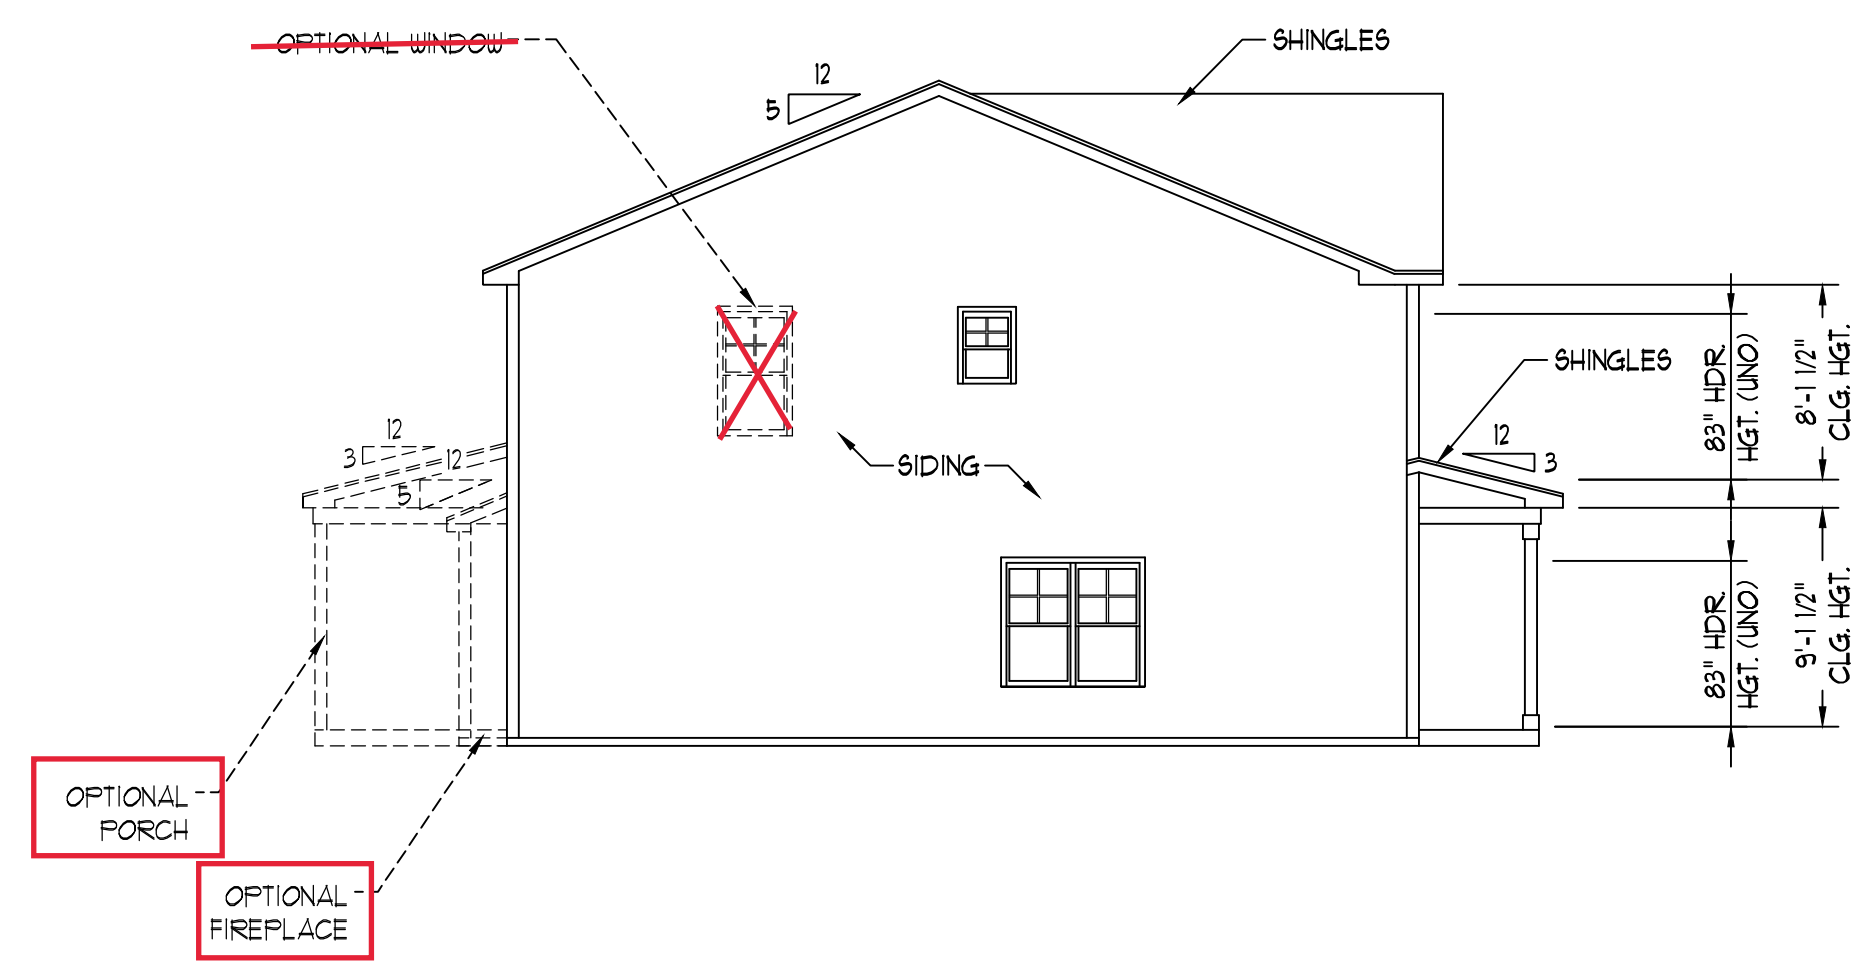 OPTIONAL WINDOW
SHINGLES
12
5
SHINGLES
12
3
12
3
12
5
SIDING
83" HDR.
HGT. (UNO)
8'-1 1/2"
CLG. HGT.
83" HDR.
HGT. (UNO)
9'-1 1/2"
CLG. HGT.
OPTIONAL
PORCH
OPTIONAL
FIREPLACE